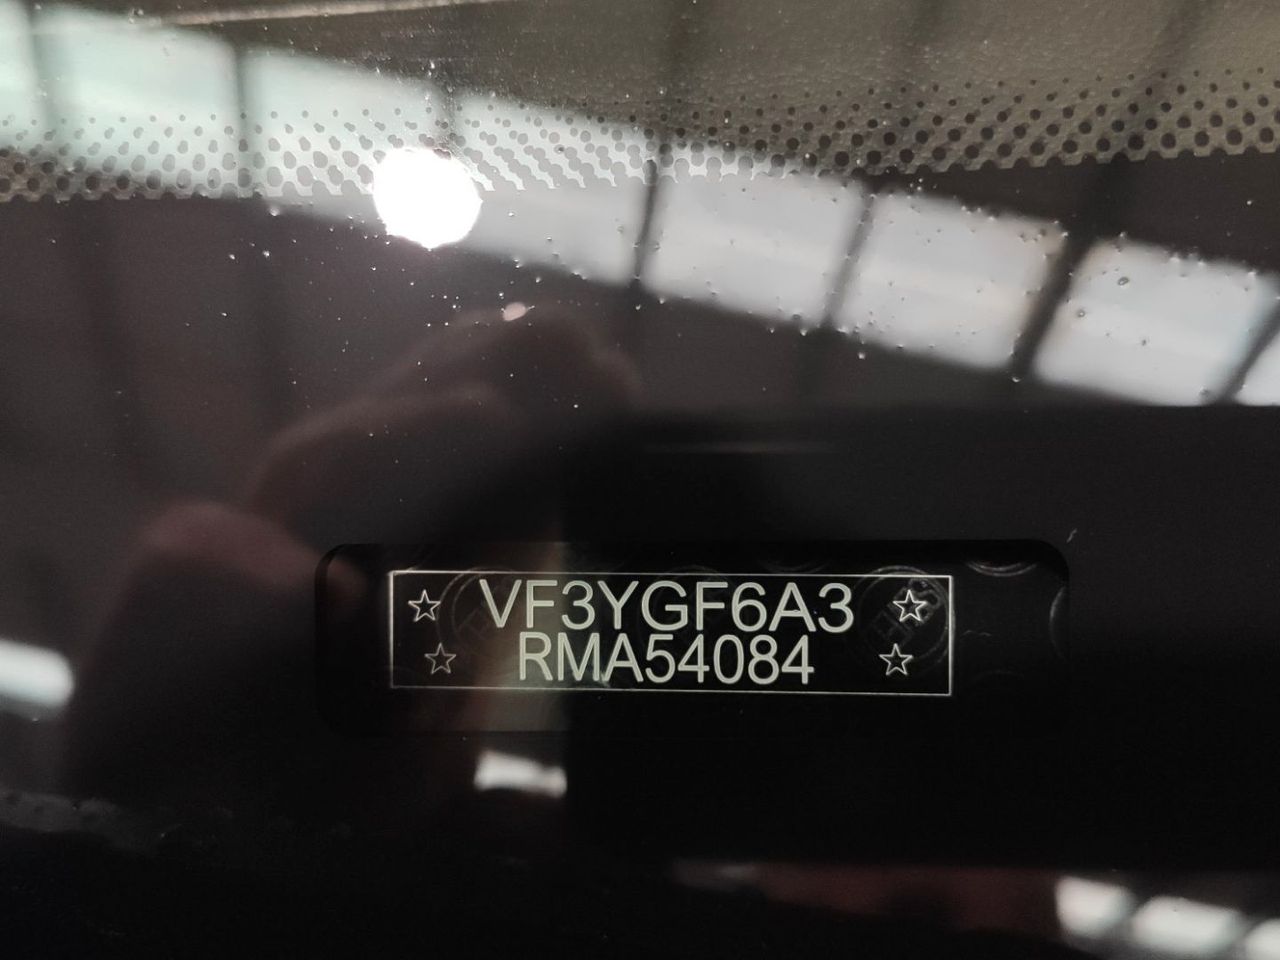 ☆ VF3YGF6A3 ☆
☆ RMA54084 ☆